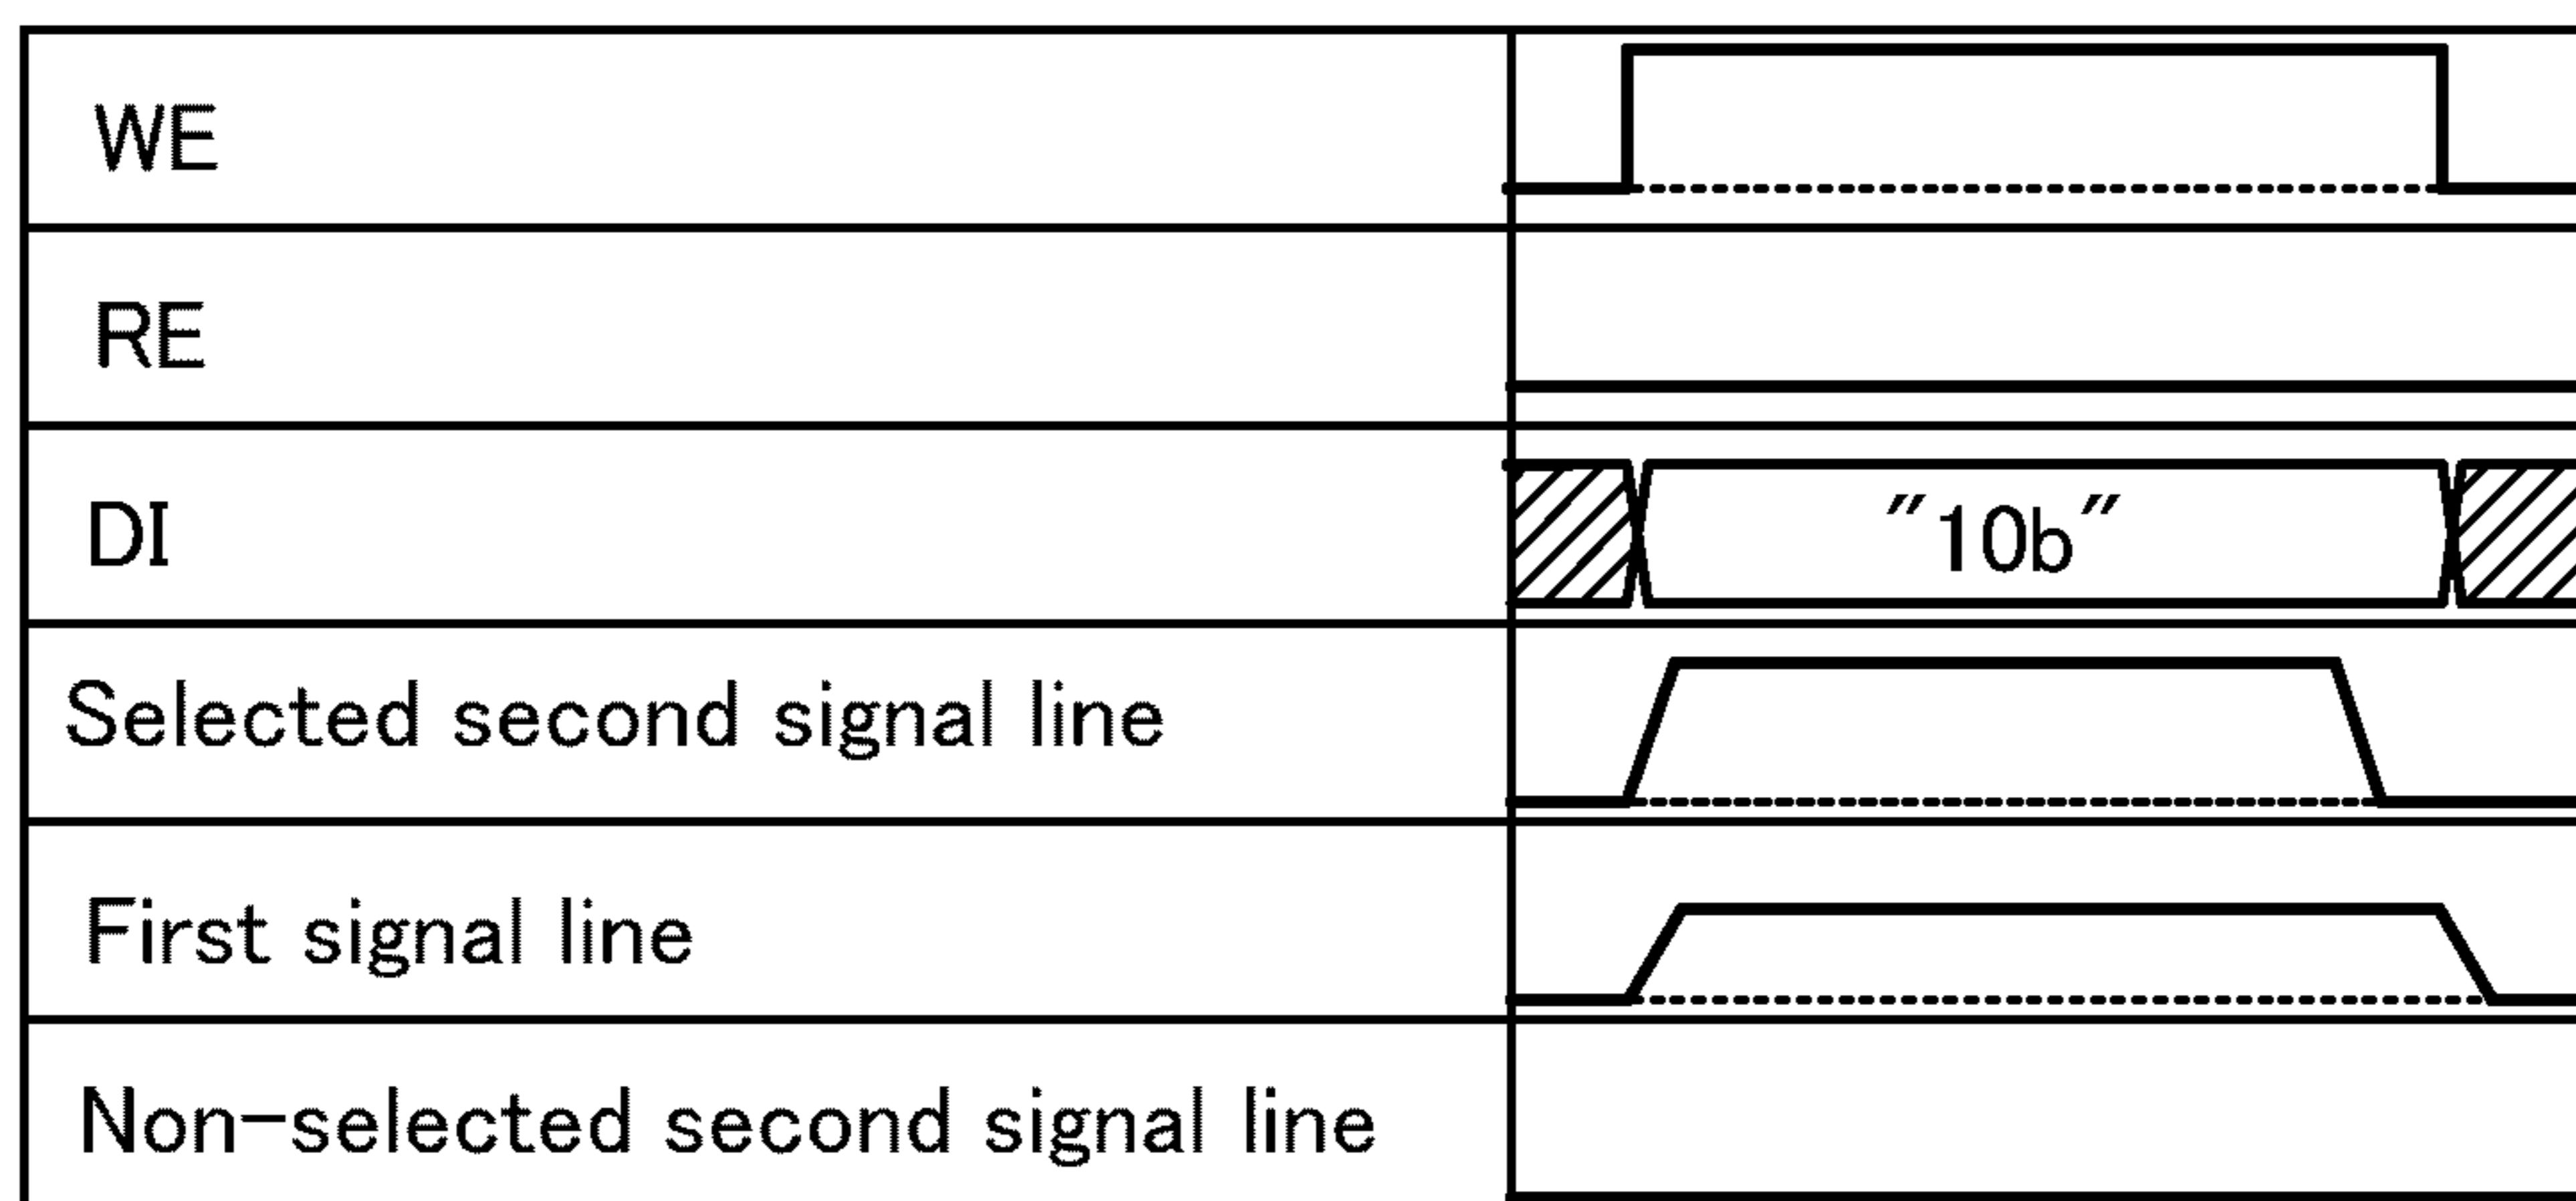 WE
RE
DI
"10b"
Selected second signal line
First signal line
Non-selected second signal line